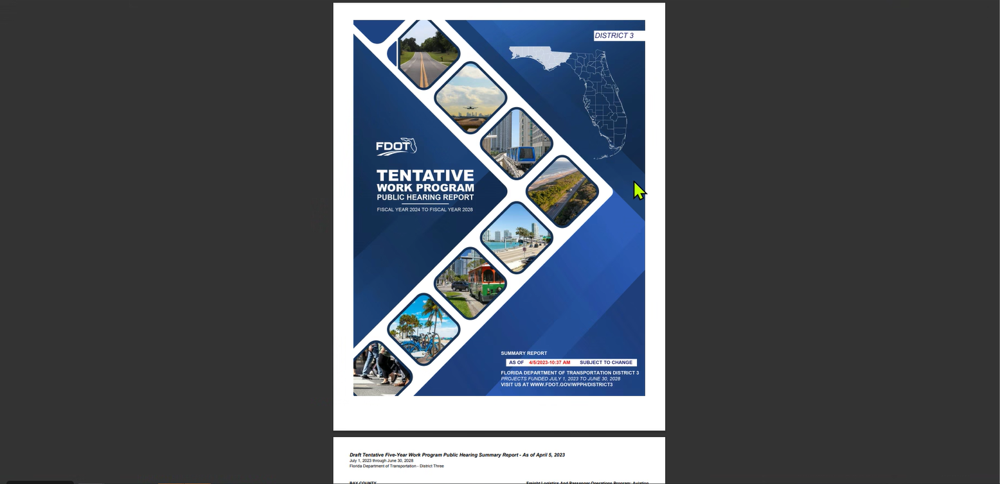 DISTRICT 3
FDOT
TENTATIVE
WORK PROGRAM
PUBLIC HEARING REPORT
FISCAL YEAR 2024 TO FISCAL YEAR 2028
SUMMARY REPORT
AS OF 4/5/2023-10:37 AM SUBJECT TO CHANGE
FLORIDA DEPARTMENT OF TRANSPORTATION DISTRICT 3
PROJECTS FUNDED JULY 1, 2023 TO JUNE 30, 2028
VISIT US AT WWW.FDOT.GOV/WPPH/DISTRICT3
Draft Tentative Five-Year Work Program Public Hearing Summary Report - As of April 5, 2023
July 1, 2023 through June 30, 2028
Florida Department of Transportation - District Three
BAY COUNTY Freight Logistics And Passenger Operations Program: Aviation